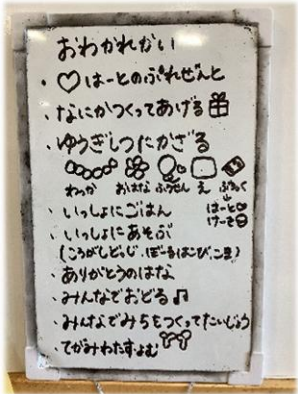 おわかれかい
・♡はーとのぷれぜんと
・なにかつくってあげる
・ゆうぎしつにかざる
わっか おはな ふうせん え
はーと
けーき
・いっしょにごはん
・いっしょにあそぶ
(ころがしどっじ・ぼーるはこび・こま)
・ありがとうのはな
・みんなでおどる♫
・みんなでみちをつくってたいじょう
・てがみわたす・よむ